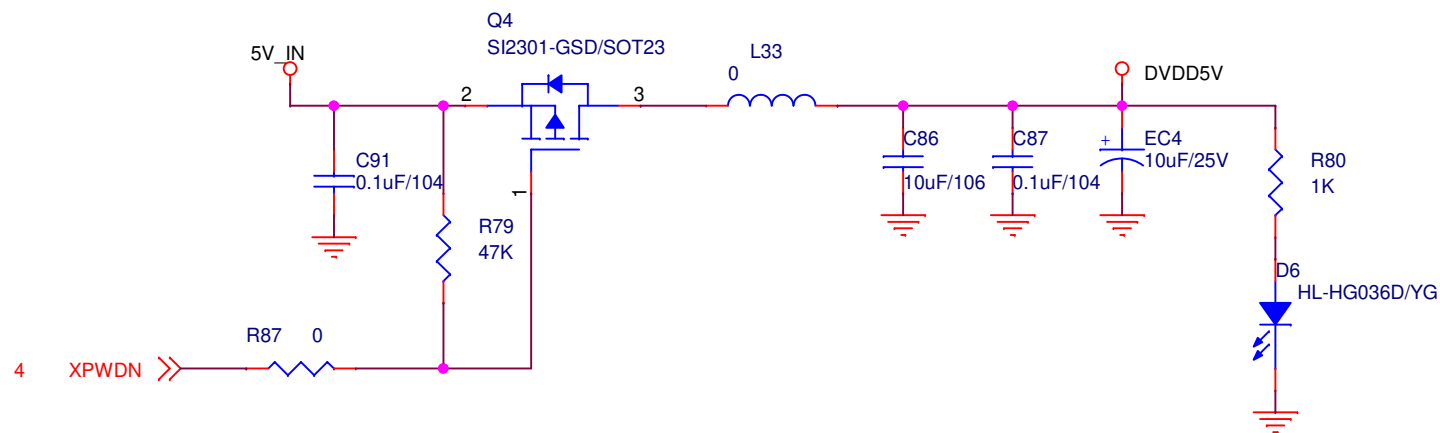 Q4
SI2301-GSD/SOT23
5V_IN
L33
0
DVDD5V
2
3
C91
0.1uF/104
1
C86
10uF/106
C87
0.1uF/104
+
EC4
10uF/25V
R80
1K
R79
47K
D6
HL-HG036D/YG
R87 0
4 XPWDN